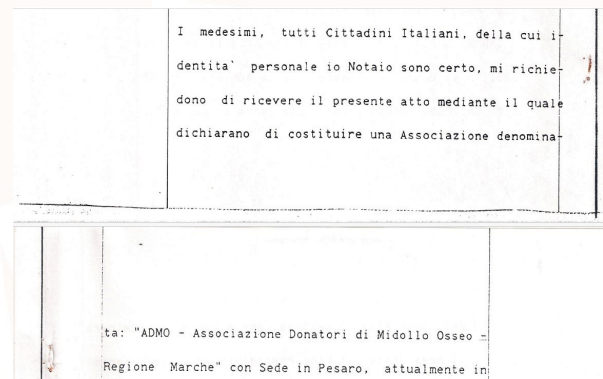 I medesimi, tutti Cittadini Italiani, della cui i-
dentita` personale io Notaio sono certo, mi richie-
dono di ricevere il presente atto mediante il quale
dichiarano di costituire una Associazione denomina-
ta: "ADMO - Associazione Donatori di Midollo Osseo -
Regione Marche" con Sede in Pesaro, attualmente in